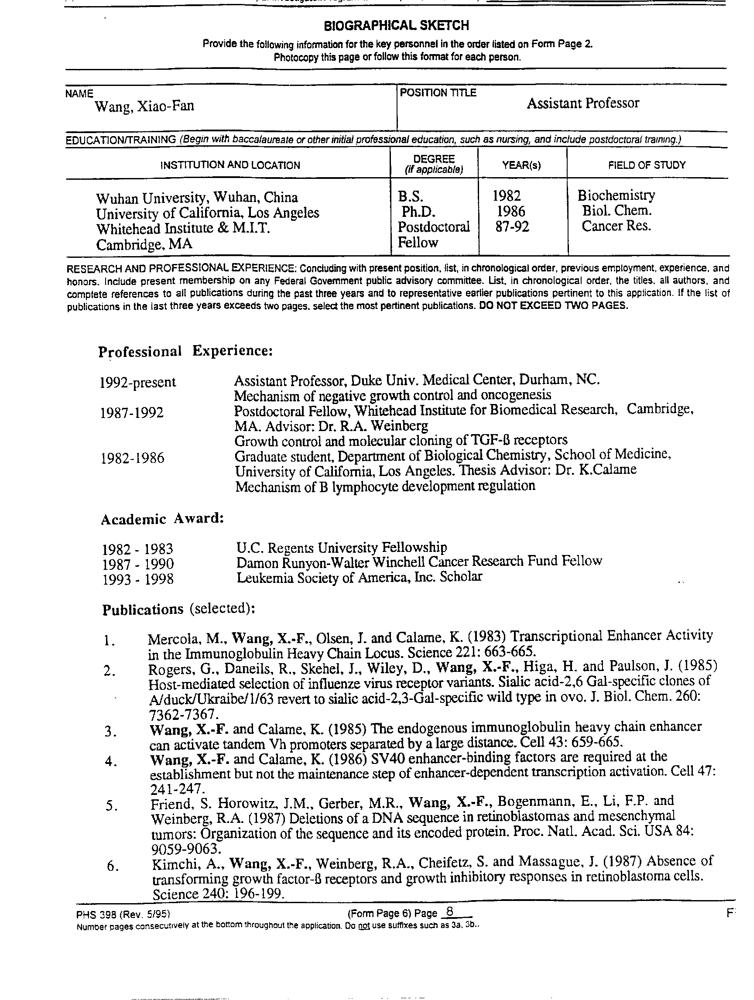 BIOGRAPHICAL SKETCH
Provide the following information for the key personnel in the order listed on Form Page 2.
Photocopy this page or follow this format for each person.
NAME
Wang, Xiao-Fan
POSITION TITLE
Assistant Professor
EDUCATION/TRAINING (Begin with baccalaureate or other initial professional education, such as nursing, and include postdoctoral training.)
INSTITUTION AND LOCATION DEGREE (if applicable) YEAR(s) FIELD OF STUDY
Wuhan University, Wuhan, China B.S. 1982 Biochemistry
University of California, Los Angeles Ph.D. 1986 Biol. Chem.
Whitehead Institute & M.I.T. Postdoctoral 87-92 Cancer Res.
Cambridge, MA Fellow
RESEARCH AND PROFESSIONAL EXPERIENCE: Concluding with present position, list, in chronological order, previous employment, experience, and
honors. Include present membership on any Federal Government public advisory committee. List, in chronological order, the titles, all authors, and
complete references to all publications during the past three years and to representative earlier publications pertinent to this application. If the list of
publications in the last three years exceeds two pages, select the most pertinent publications. DO NOT EXCEED TWO PAGES.
Professional Experience:
1992-present Assistant Professor, Duke Univ. Medical Center, Durham, NC.
Mechanism of negative growth control and oncogenesis
1987-1992 Postdoctoral Fellow, Whitehead Institute for Biomedical Research, Cambridge,
MA. Advisor: Dr. R.A. Weinberg
Growth control and molecular cloning of TGF-ß receptors
1982-1986 Graduate student, Department of Biological Chemistry, School of Medicine,
University of California, Los Angeles. Thesis Advisor: Dr. K.Calame
Mechanism of B lymphocyte development regulation
Academic Award:
1982 - 1983 U.C. Regents University Fellowship
1987 - 1990 Damon Runyon-Walter Winchell Cancer Research Fund Fellow
1993 - 1998 Leukemia Society of America, Inc. Scholar
Publications (selected):
1. Mercola, M., Wang, X.-F., Olsen, J. and Calame, K. (1983) Transcriptional Enhancer Activity
in the Immunoglobulin Heavy Chain Locus. Science 221: 663-665.
2. Rogers, G., Daneils, R., Skehel, J., Wiley, D., Wang, X.-F., Higa, H. and Paulson, J. (1985)
Host-mediated selection of influenze virus receptor variants. Sialic acid-2,6 Gal-specific clones of
A/duck/Ukraibe/1/63 revert to sialic acid-2,3-Gal-specific wild type in ovo. J. Biol. Chem. 260:
7362-7367.
3. Wang, X.-F. and Calame, K. (1985) The endogenous immunoglobulin heavy chain enhancer
can activate tandem Vh promoters separated by a large distance. Cell 43: 659-665.
4. Wang, X.-F. and Calame, K. (1986) SV40 enhancer-binding factors are required at the
establishment but not the maintenance step of enhancer-dependent transcription activation. Cell 47:
241-247.
5. Friend, S. Horowitz, J.M., Gerber, M.R., Wang, X.-F., Bogenmann, E., Li, F.P. and
Weinberg, R.A. (1987) Deletions of a DNA sequence in retinoblastomas and mesenchymal
tumors: Organization of the sequence and its encoded protein. Proc. Natl. Acad. Sci. USA 84:
9059-9063.
6. Kimchi, A., Wang, X.-F., Weinberg, R.A., Cheifetz, S. and Massague, J. (1987) Absence of
transforming growth factor-ß receptors and growth inhibitory responses in retinoblastoma cells.
Science 240: 196-199.
PHS 398 (Rev. 5/95) (Form Page 6) Page 8 F
Number pages consecutively at the bottom throughout the application. Do not use suffixes such as 3a, 3b.